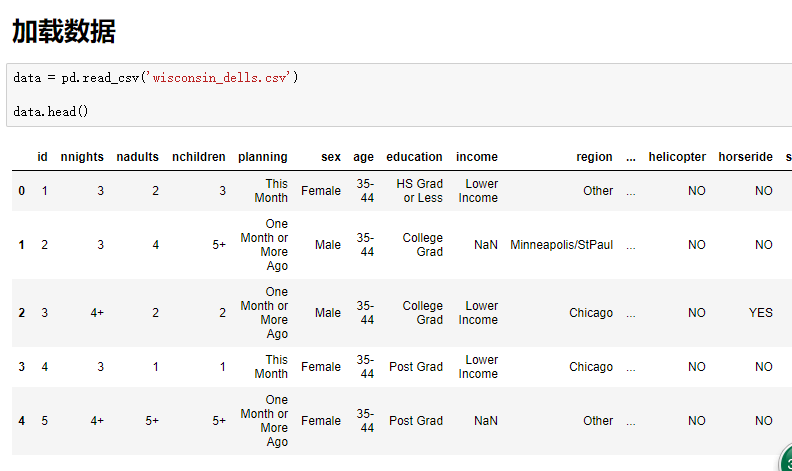 加载数据
data = pd.read_csv('wisconsin_dells.csv')
data.head()
id nnights nadults nchildren planning sex age education income region ... helicopter horseride
0 1 3 2 3 This Month Female 35-44 HS Grad or Less Lower Income Other ... NO NO
1 2 3 4 5+ One Month or More Ago Male 35-44 College Grad NaN Minneapolis/StPaul ... NO NO
2 3 4+ 2 2 One Month or More Ago Male 35-44 College Grad Lower Income Chicago ... NO YES
3 4 3 1 1 This Month Female 35-44 Post Grad Lower Income Chicago ... NO NO
4 5 4+ 5+ 5+ One Month or More Ago Female 35-44 Post Grad NaN Other ... NO NO